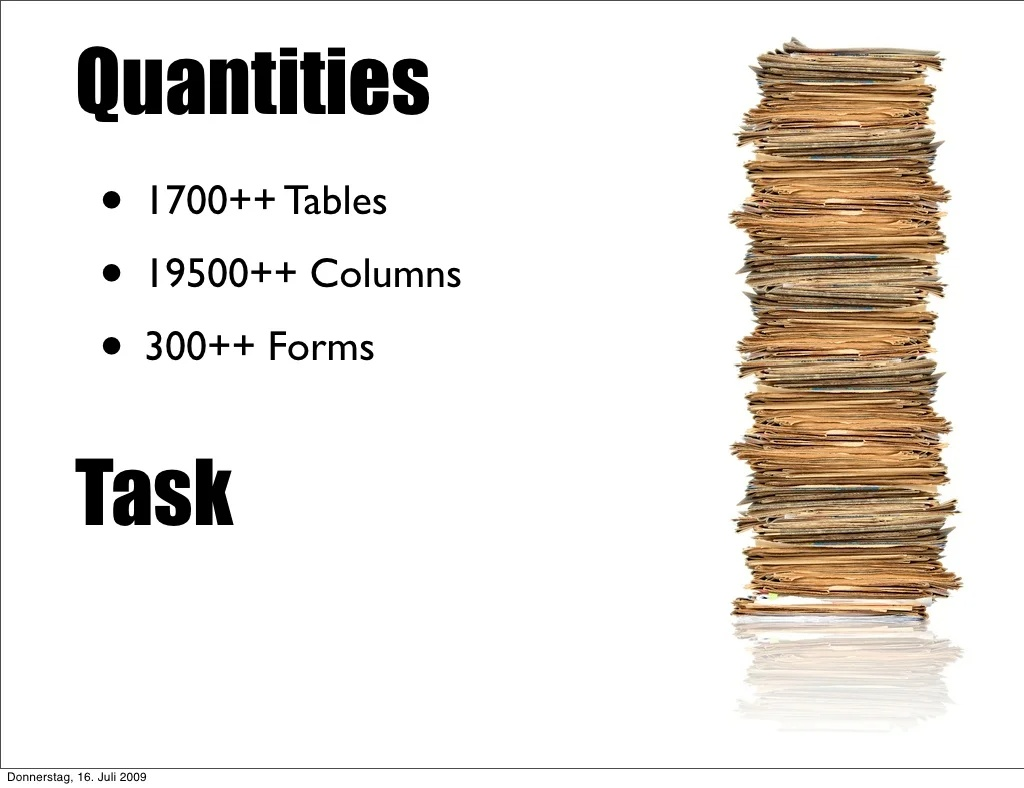 Quantities
• 1700++ Tables
• 19500++ Columns
• 300++ Forms
Task
Donnerstag, 16. Juli 2009